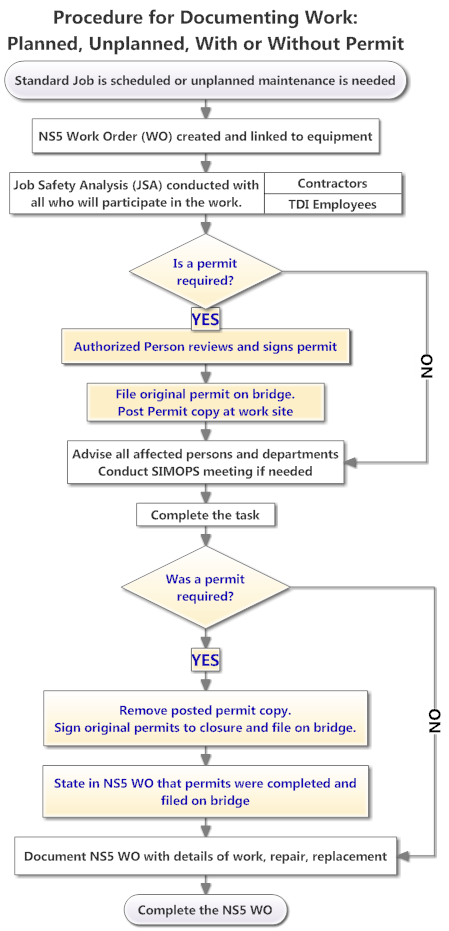 Procedure for Documenting Work:
Planned, Unplanned, With or Without Permit
Standard Job is scheduled or unplanned maintenance is needed
NS5 Work Order (WO) created and linked to equipment
Job Safety Analysis (JSA) conducted with
all who will participate in the work.
Contractors
TDI Employees
Is a permit
required?
YES
NO
Authorized Person reviews and signs permit
File original permit on bridge.
Post Permit copy at work site
Advise all affected persons and departments
Conduct SIMOPS meeting if needed
Complete the task
Was a permit
required?
YES
NO
Remove posted permit copy.
Sign original permits to closure and file on bridge.
State in NS5 WO that permits were completed and
filed on bridge
Document NS5 WO with details of work, repair, replacement
Complete the NS5 WO